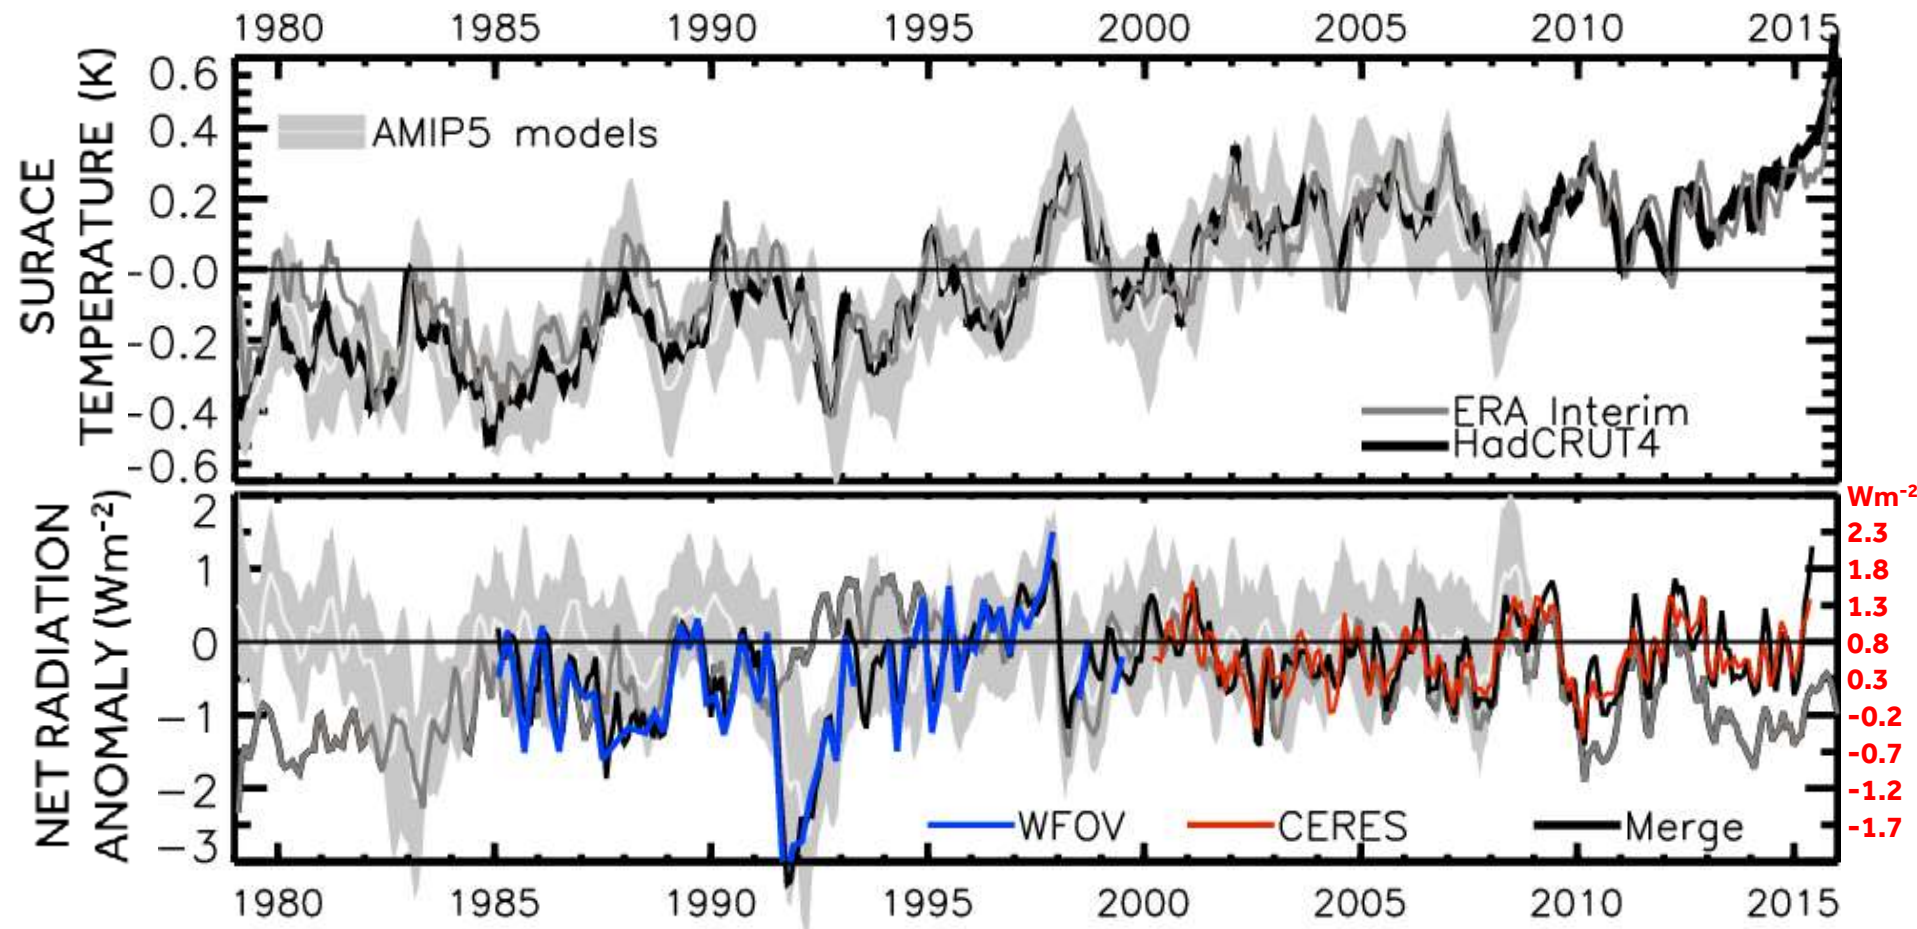 1980 1985 1990 1995 2000 2005 2010 2015
SURACE
TEMPERATURE (K)
0.6
0.4
0.2
-0.0
-0.2
-0.4
-0.6
AMIP5 models
ERA Interim
HadCRUT4
NET RADIATION
ANOMALY (Wm-2)
2
1
0
-1
-2
-3
WFOV CERES Merge
Wm-2
2.3
1.8
1.3
0.8
0.3
-0.2
-0.7
-1.2
-1.7
1980 1985 1990 1995 2000 2005 2010 2015